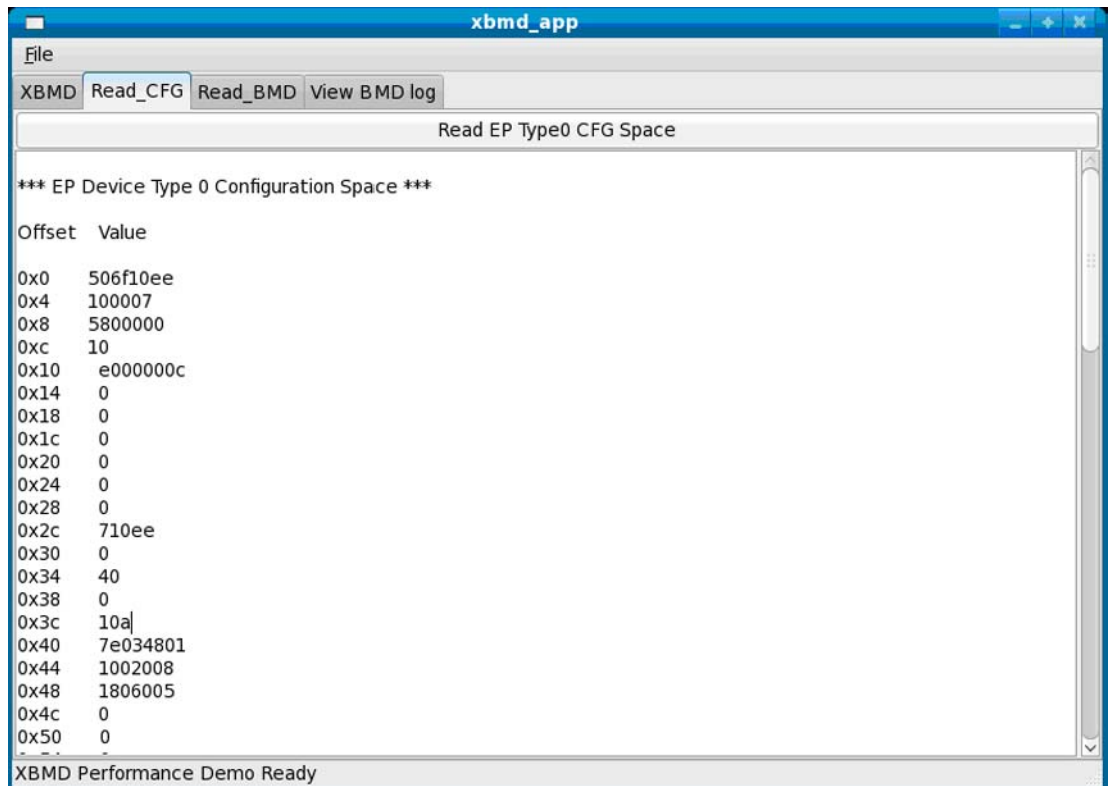 xbmd_app
File
XBMD Read_CFG Read_BMD View BMD log
Read EP Type0 CFG Space
*** EP Device Type 0 Configuration Space ***
Offset Value
0x0 506f10ee
0x4 100007
0x8 5800000
0xc 10
0x10 e000000c
0x14 0
0x18 0
0x1c 0
0x20 0
0x24 0
0x28 0
0x2c 710ee
0x30 0
0x34 40
0x38 0
0x3c 10a
0x40 7e034801
0x44 1002008
0x48 1806005
0x4c 0
0x50 0
XBMD Performance Demo Ready